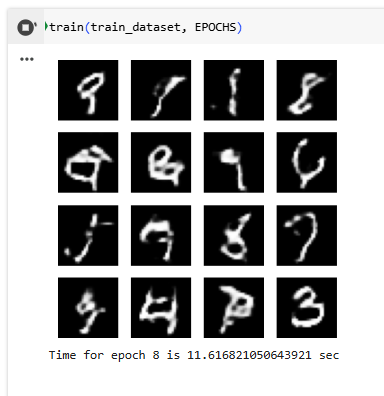 train(train_dataset, EPOCHS)
Time for epoch 8 is 11.616821050643921 sec